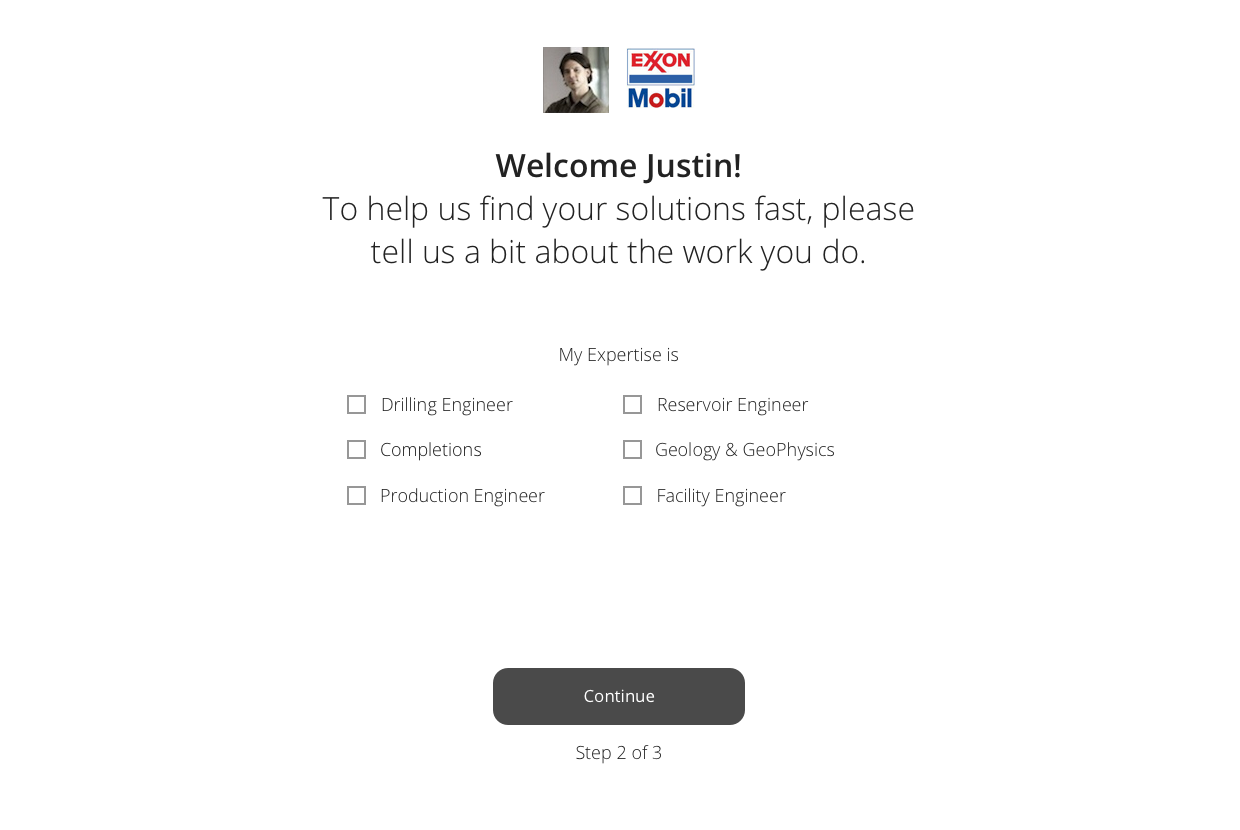 EXXON
Mobil
Welcome Justin!
To help us find your solutions fast, please
tell us a bit about the work you do.
My Expertise is
Drilling Engineer
Reservoir Engineer
Completions
Geology & GeoPhysics
Production Engineer
Facility Engineer
Continue
Step 2 of 3